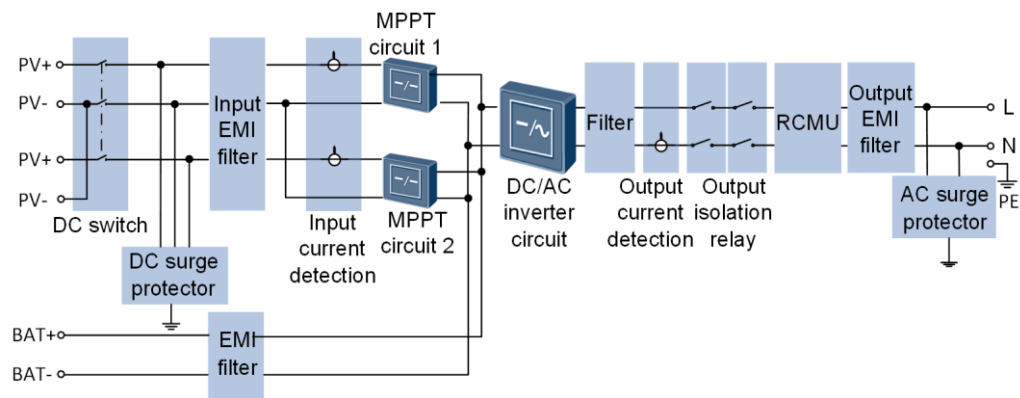 PV+
PV-
PV+
PV-
DC switch
DC surge
protector
Input
EMI
filter
Input
current
detection
MPPT
circuit 1
MPPT
circuit 2
BAT+
BAT-
EMI
filter
DC/AC
inverter
circuit
Filter
Output
current
detection
Output
isolation
relay
RCMU
Output
EMI
filter
L
N
PE
AC surge
protector